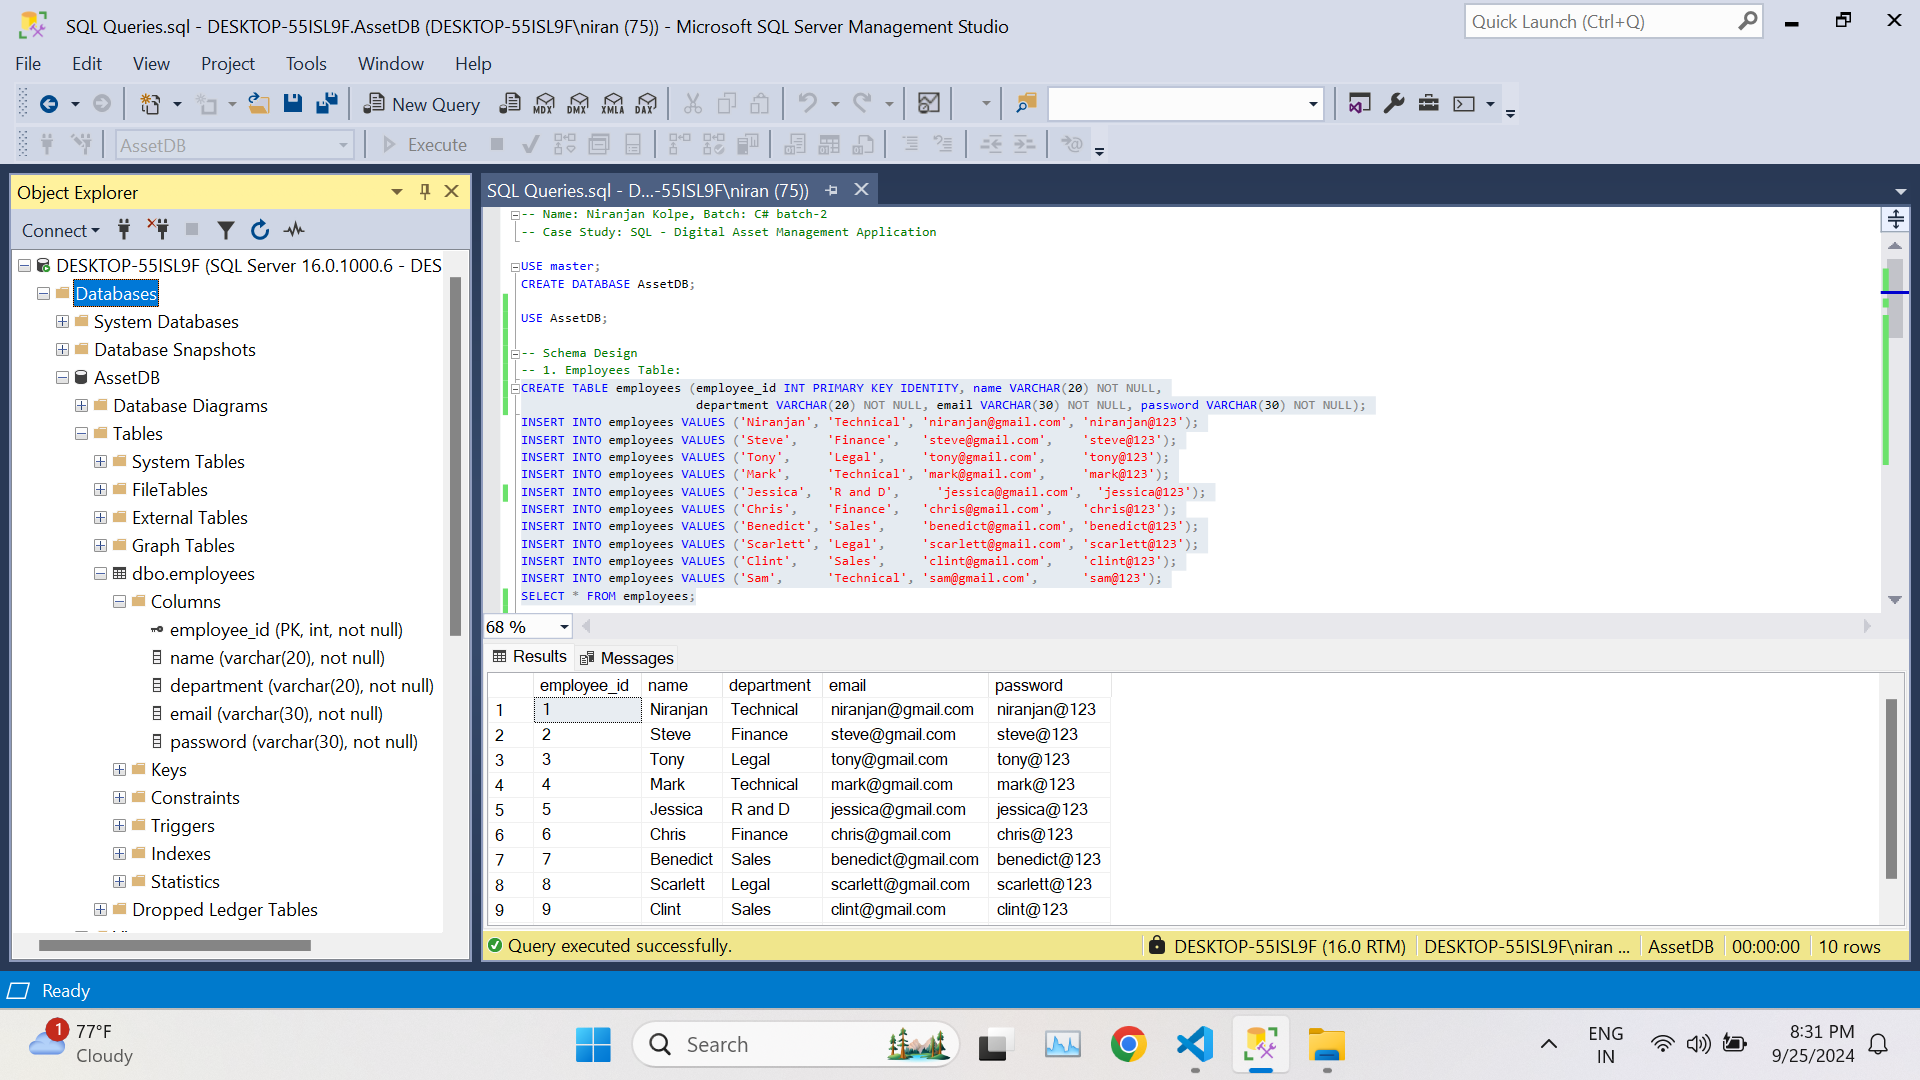 SQL Queries.sql - DESKTOP-55ISL9F.AssetDB (DESKTOP-55ISL9F\niran (75)) - Microsoft SQL Server Management Studio
Quick Launch (Ctrl+Q)
File Edit View Project Tools Window Help
New Query MDX DMX XMLA DAX
AssetDB Execute
Object Explorer
Connect
DESKTOP-55ISL9F (SQL Server 16.0.1000.6 - DES
Databases
System Databases
Database Snapshots
AssetDB
Database Diagrams
Tables
System Tables
FileTables
External Tables
Graph Tables
dbo.employees
Columns
employee_id (PK, int, not null)
name (varchar(20), not null)
department (varchar(20), not null)
email (varchar(30), not null)
password (varchar(30), not null)
Keys
Constraints
Triggers
Indexes
Statistics
Dropped Ledger Tables
SQL Queries.sql - D...-55ISL9F\niran (75))
-- Name: Niranjan Kolpe, Batch: C# batch-2
-- Case Study: SQL - Digital Asset Management Application
USE master;
CREATE DATABASE AssetDB;
USE AssetDB;
-- Schema Design
-- 1. Employees Table:
CREATE TABLE employees (employee_id INT PRIMARY KEY IDENTITY, name VARCHAR(20) NOT NULL,
department VARCHAR(20) NOT NULL, email VARCHAR(30) NOT NULL, password VARCHAR(30) NOT NULL);
INSERT INTO employees VALUES ('Niranjan', 'Technical', 'niranjan@gmail.com', 'niranjan@123');
INSERT INTO employees VALUES ('Steve', 'Finance', 'steve@gmail.com', 'steve@123');
INSERT INTO employees VALUES ('Tony', 'Legal', 'tony@gmail.com', 'tony@123');
INSERT INTO employees VALUES ('Mark', 'Technical', 'mark@gmail.com', 'mark@123');
INSERT INTO employees VALUES ('Jessica', 'R and D', 'jessica@gmail.com', 'jessica@123');
INSERT INTO employees VALUES ('Chris', 'Finance', 'chris@gmail.com', 'chris@123');
INSERT INTO employees VALUES ('Benedict', 'Sales', 'benedict@gmail.com', 'benedict@123');
INSERT INTO employees VALUES ('Scarlett', 'Legal', 'scarlett@gmail.com', 'scarlett@123');
INSERT INTO employees VALUES ('Clint', 'Sales', 'clint@gmail.com', 'clint@123');
INSERT INTO employees VALUES ('Sam', 'Technical', 'sam@gmail.com', 'sam@123');
SELECT * FROM employees;
68 %
Results Messages
employee_id name department email password
1 1 Niranjan Technical niranjan@gmail.com niranjan@123
2 2 Steve Finance steve@gmail.com steve@123
3 3 Tony Legal tony@gmail.com tony@123
4 4 Mark Technical mark@gmail.com mark@123
5 5 Jessica R and D jessica@gmail.com jessica@123
6 6 Chris Finance chris@gmail.com chris@123
7 7 Benedict Sales benedict@gmail.com benedict@123
8 8 Scarlett Legal scarlett@gmail.com scarlett@123
9 9 Clint Sales clint@gmail.com clint@123
Query executed successfully. DESKTOP-55ISL9F (16.0 RTM) DESKTOP-55ISL9F\niran ... AssetDB 00:00:00 10 rows
Ready
1
77°F
Cloudy
Search
ENG
IN
8:31 PM
9/25/2024